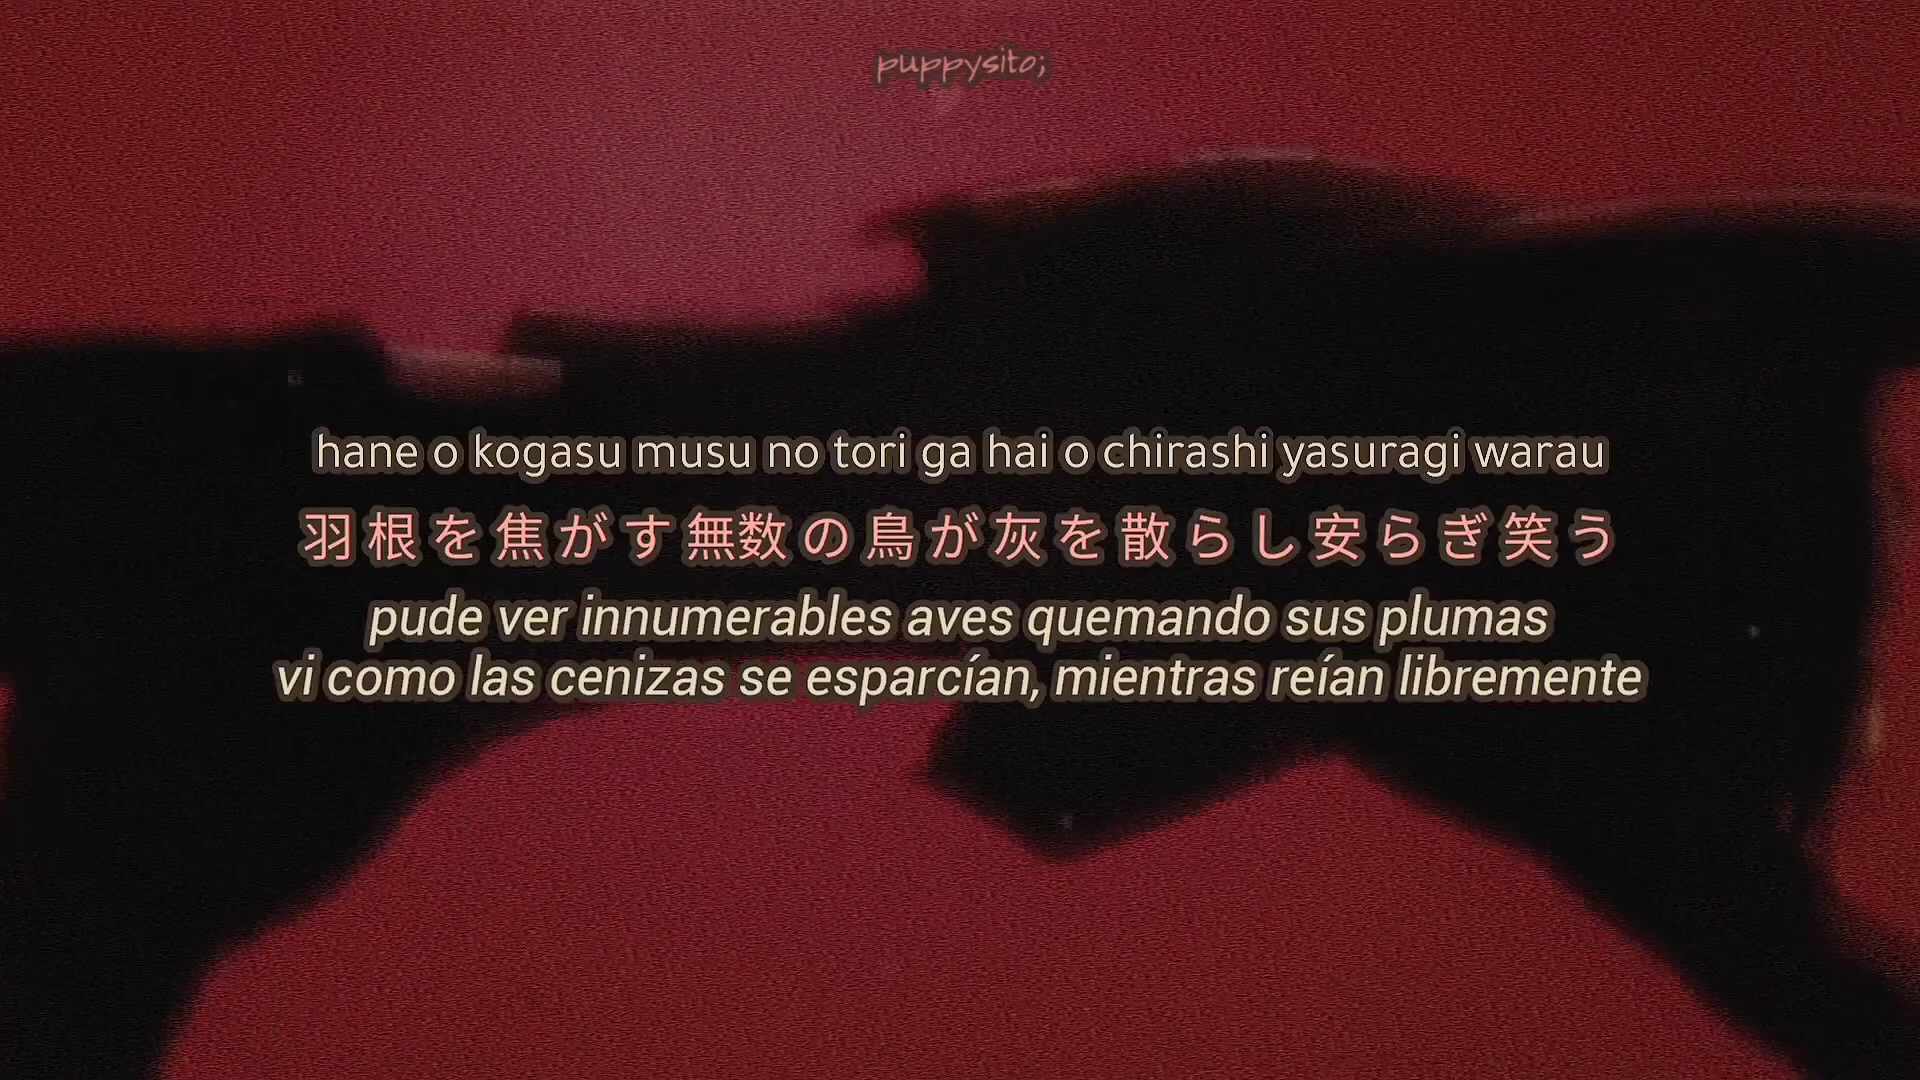 puppysito;
hane o kogasu musu no tori ga hai o chirashi yasuragi warau
羽根を焦がす無数の鳥が灰を散らし安らぎ笑う
pude ver innumerables aves quemando sus plumas
vi como las cenizas se esparcían, mientras reían libremente